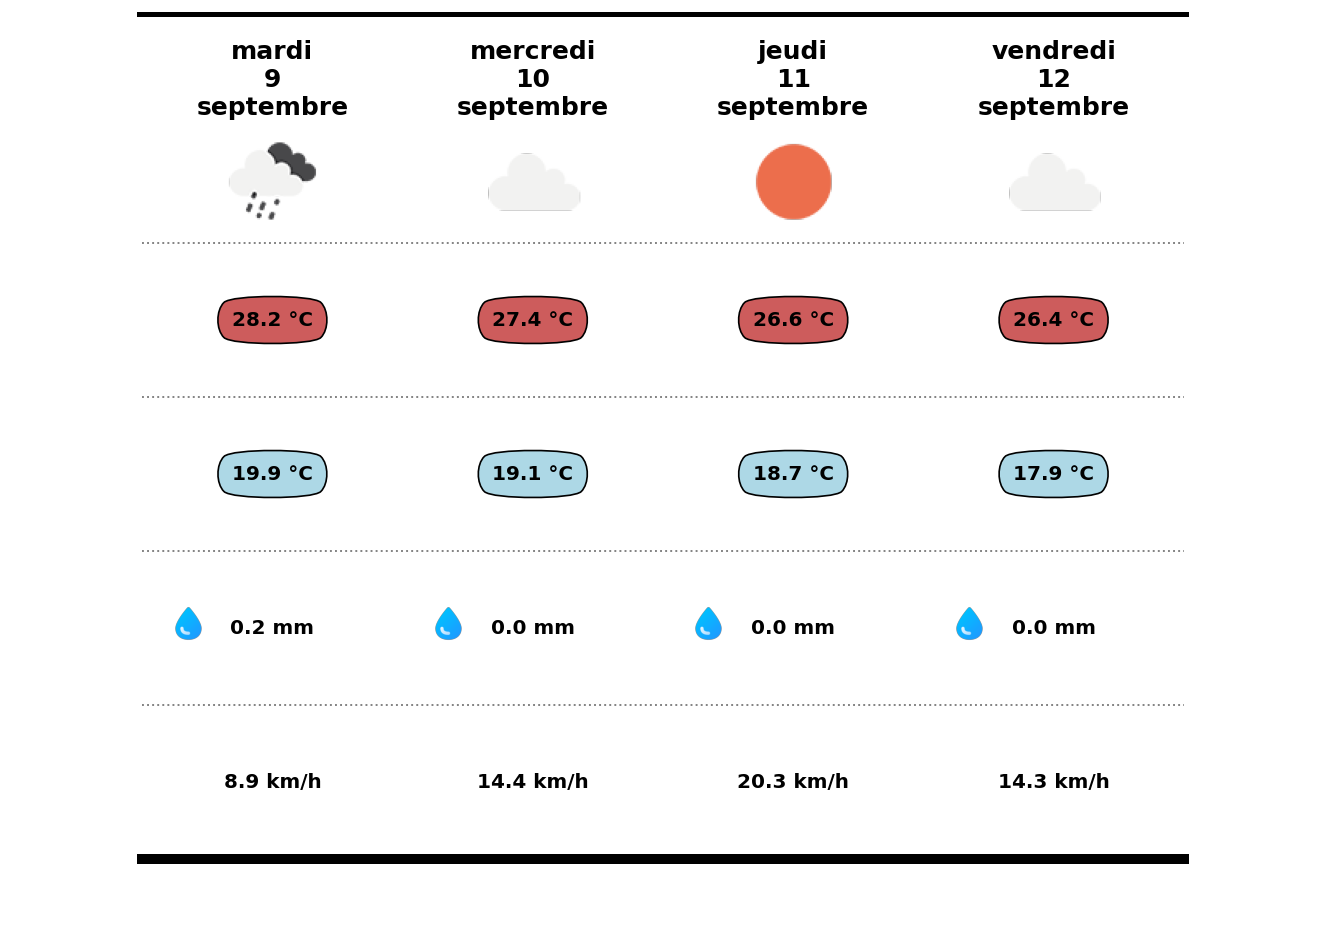 mardi
9
septembre
mercredi
10
septembre
jeudi
11
septembre
vendredi
12
septembre
28.2 °C
27.4 °C
26.6 °C
26.4 °C
19.9 °C
19.1 °C
18.7 °C
17.9 °C
0.2 mm
0.0 mm
0.0 mm
0.0 mm
8.9 km/h
14.4 km/h
20.3 km/h
14.3 km/h